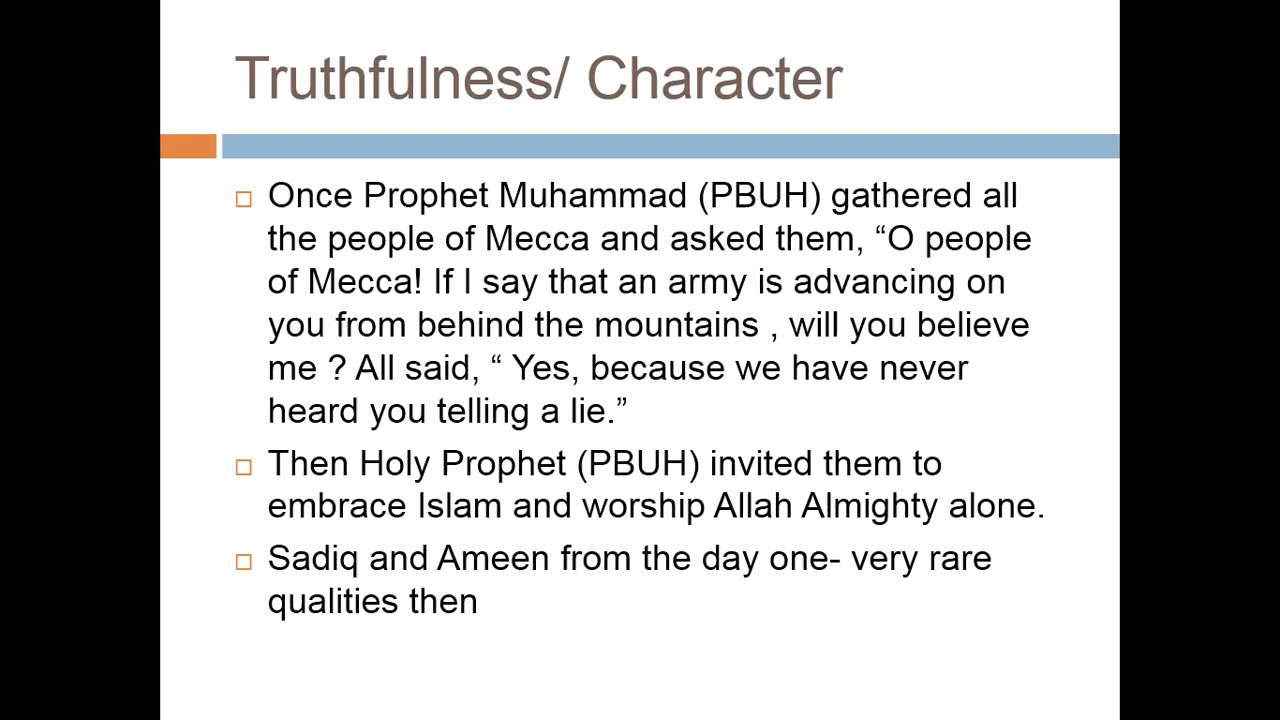 Truthfulness/ Character
Once Prophet Muhammad (PBUH) gathered all
the people of Mecca and asked them, “O people
of Mecca! If I say that an army is advancing on
you from behind the mountains , will you believe
me ? All said, “ Yes, because we have never
heard you telling a lie.”
Then Holy Prophet (PBUH) invited them to
embrace Islam and worship Allah Almighty alone.
Sadiq and Ameen from the day one- very rare
qualities then